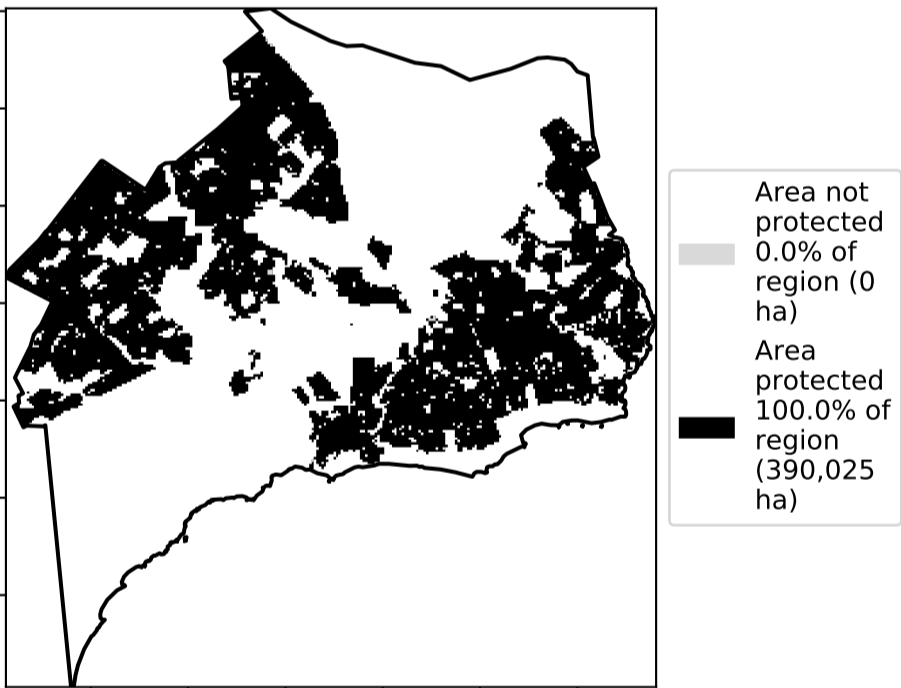 Area not
protected
0.0% of
region (0
ha)
Area
protected
100.0% of
region
(390,025
ha)